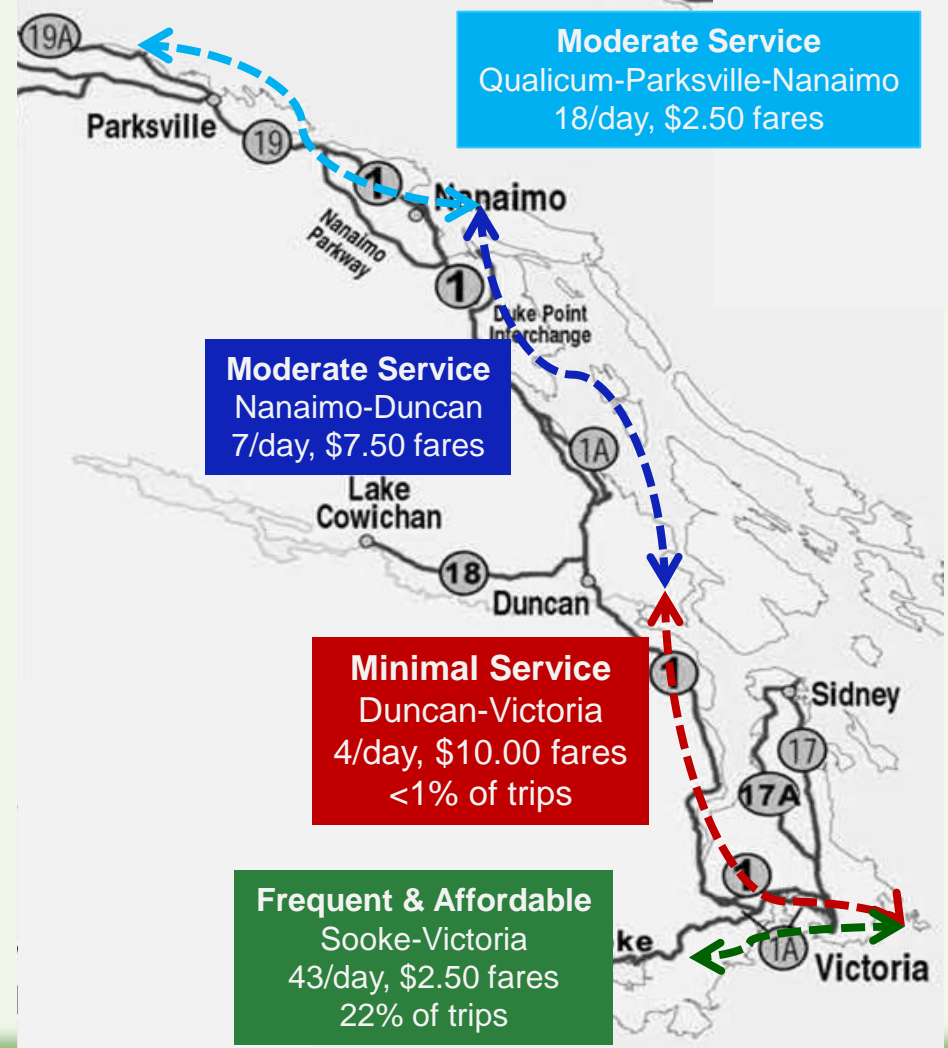 19A
Moderate Service
Qualicum-Parksville-Nanaimo
18/day, $2.50 fares
Parksville
19
1
Nanaimo
Nanaimo
Parkway
1
Duke Point
Interchange
Moderate Service
Nanaimo-Duncan
7/day, $7.50 fares
1A
Lake
Cowichan
18
Duncan
Minimal Service
Duncan-Victoria
4/day, $10.00 fares
<1% of trips
1
Sidney
17
17A
1
Frequent & Affordable
Sooke-Victoria
43/day, $2.50 fares
22% of trips
ke
1A
Victoria